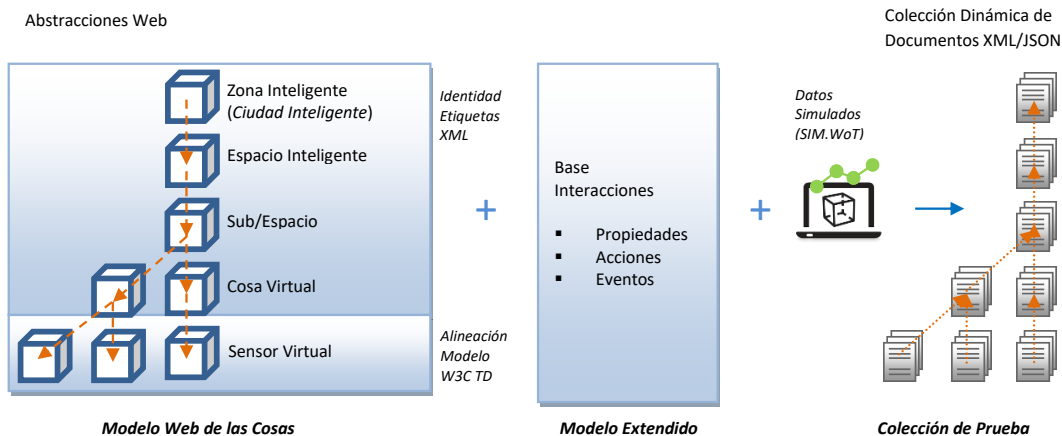 Abstracciones Web
Colección Dinámica de
Documentos XML/JSON
Zona Inteligente
(Ciudad Inteligente)
Espacio Inteligente
Sub/Espacio
Cosa Virtual
Sensor Virtual
Identidad
Etiquetas
XML
Alineación
Modelo
W3C TD
+
Base
Interacciones
▪ Propiedades
▪ Acciones
▪ Eventos
+
Datos
Simulados
(SIM.WoT)
Modelo Web de las Cosas
Modelo Extendido
Colección de Prueba